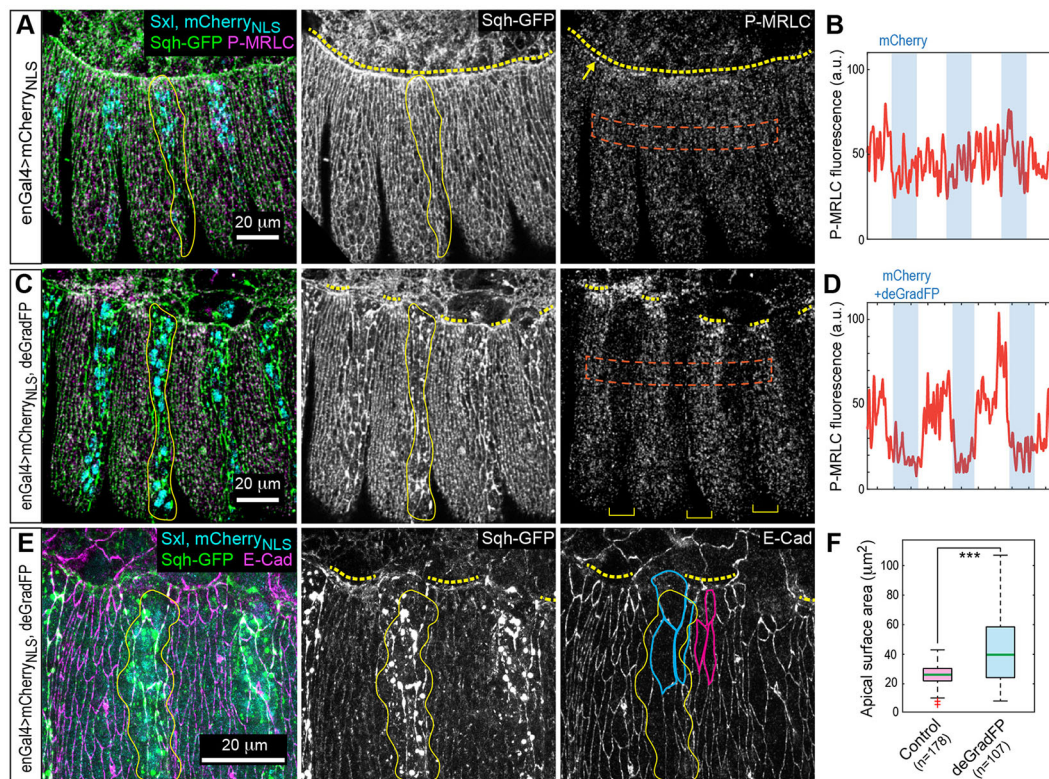 A
Sxl, mCherryNLS
Sqh-GFP P-MRLC
Sqh-GFP
P-MRLC
enGal4>mCherryNLS
20 μm
B
mCherry
P-MRLC fluorescence (a.u.)
100
50
0
C
enGal4>mCherryNLS, deGradFP
20 μm
D
mCherry
+deGradFP
P-MRLC fluorescence (a.u.)
100
50
0
E
Sxl, mCherryNLS
Sqh-GFP E-Cad
Sqh-GFP
E-Cad
enGal4>mCherryNLS, deGradFP
20 μm
F
***
Apical surface area (μm²)
100
80
60
40
20
0
Control
(n=178)
deGradFP
(n=107)